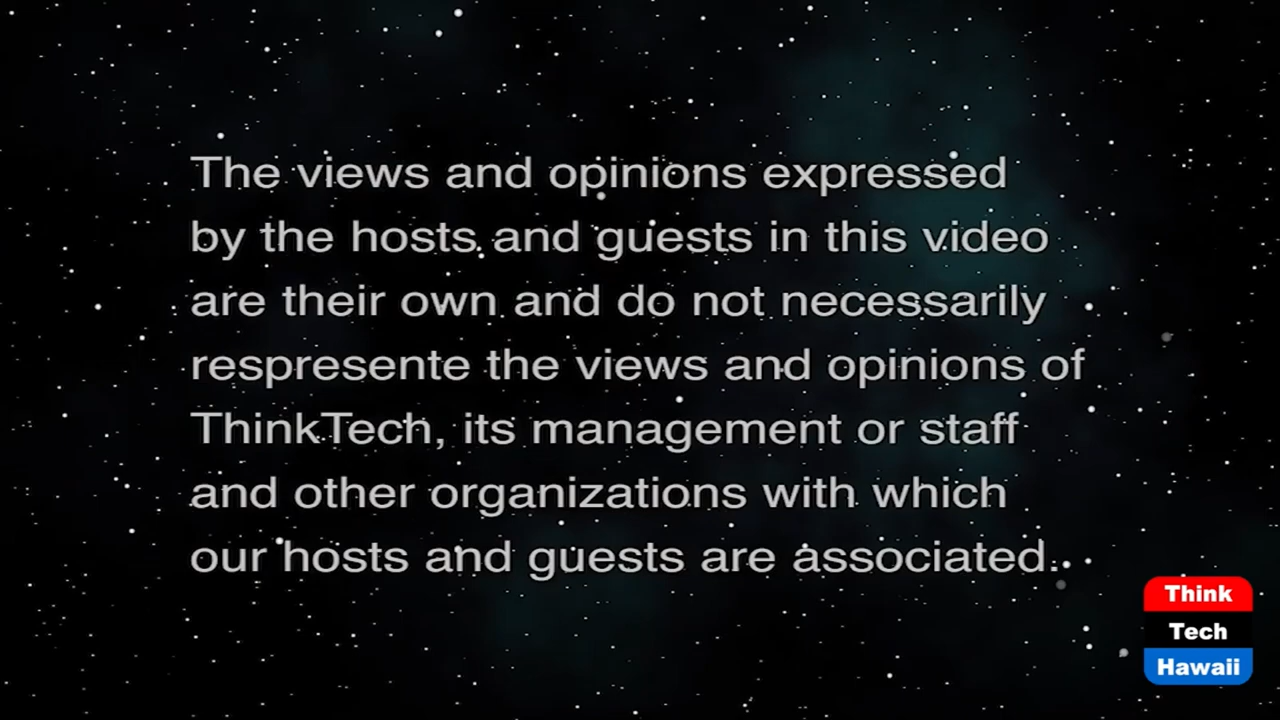 The views and opinions expressed
by the hosts and guests in this video
are their own and do not necessarily
respresente the views and opinions of
ThinkTech, its management or staff
and other organizations with which
our hosts and guests are associated.
Think
Tech
Hawaii